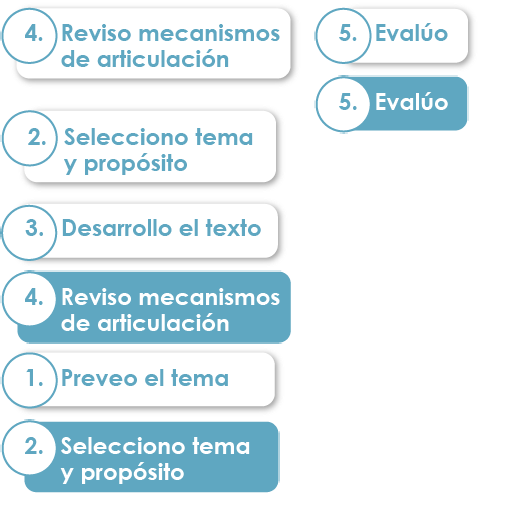 4. Reviso mecanismos
de articulación
2. Selecciono tema
y propósito
3. Desarrollo el texto
4. Reviso mecanismos
de articulación
1. Preveo el tema
2. Selecciono tema
y propósito
5. Evalúo
5. Evalúo